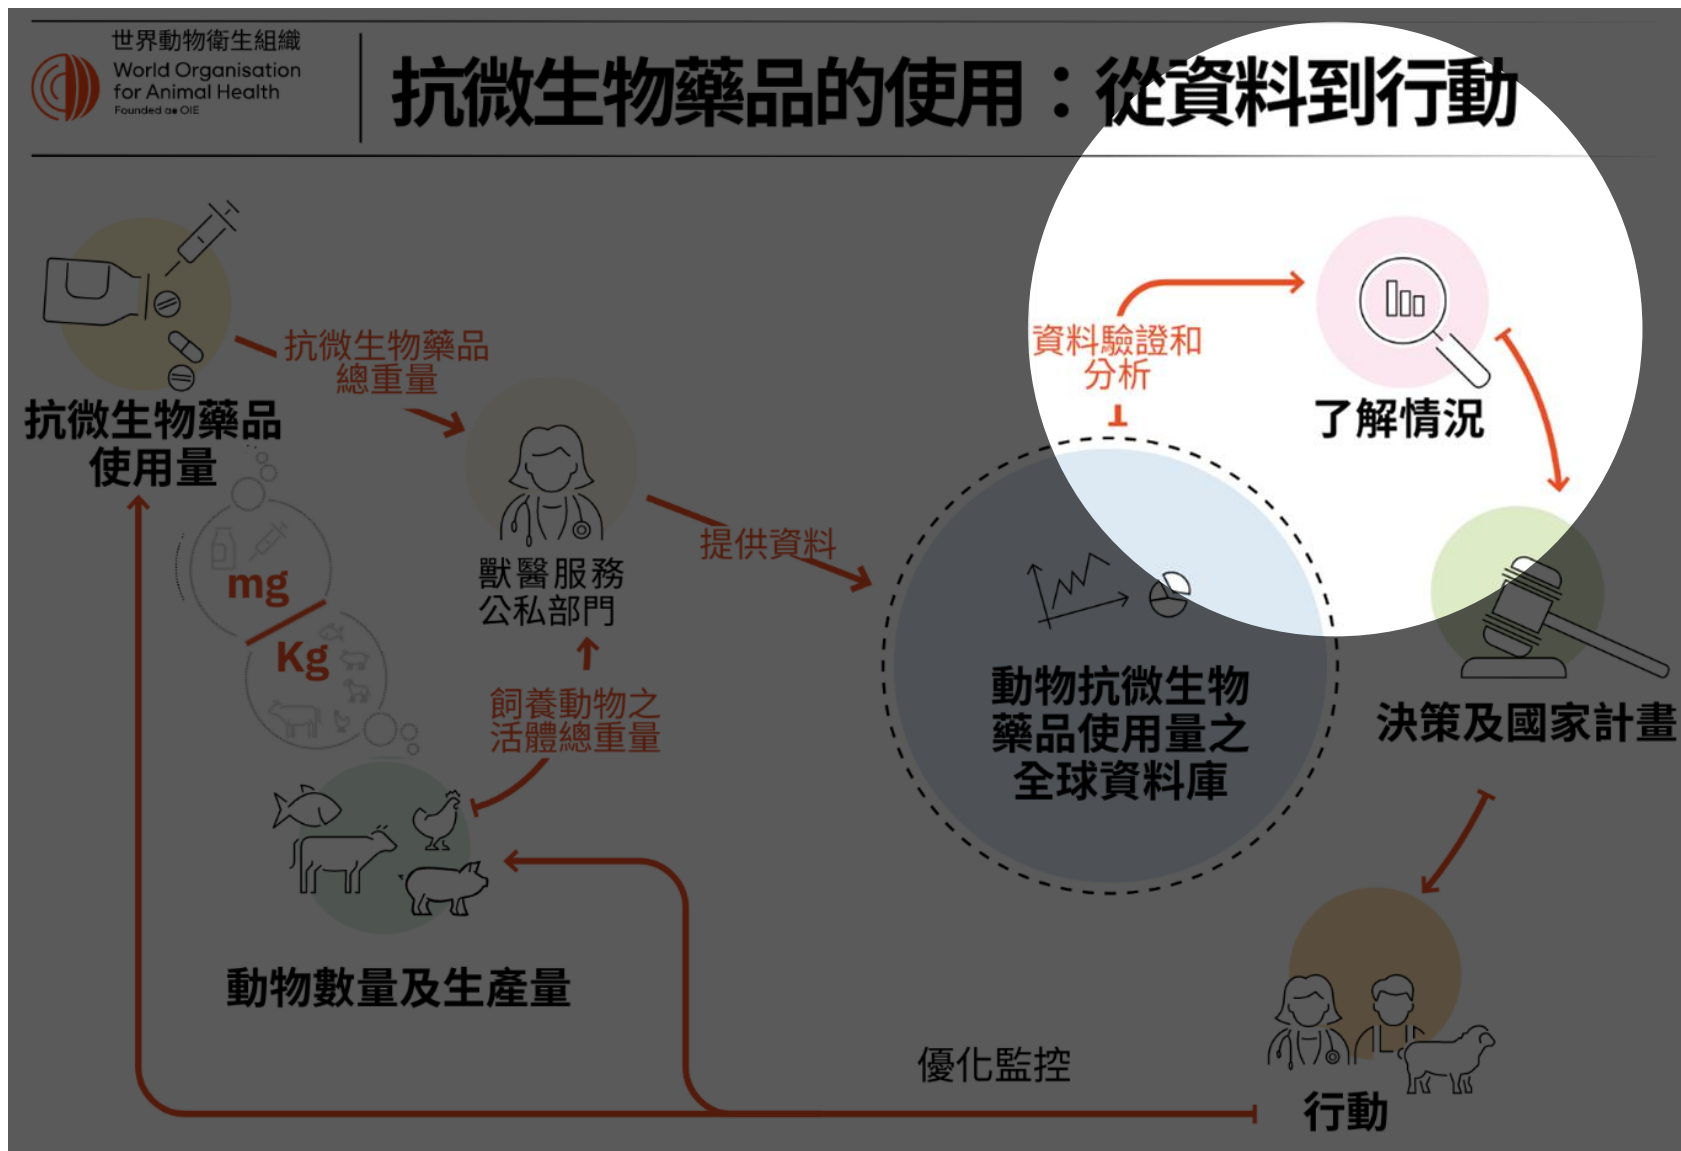 世界動物衛生組織
World Organisation
for Animal Health
Founded as OIE
抗微生物藥品的使用：從資料到行動
抗微生物藥品
總重量
抗微生物藥品
使用量
mg
Kg
獸醫服務
公私部門
提供資料
飼養動物之
活體總重量
動物數量及生產量
資料驗證和
分析
了解情況
動物抗微生物
藥品使用量之
全球資料庫
決策及國家計畫
優化監控
行動